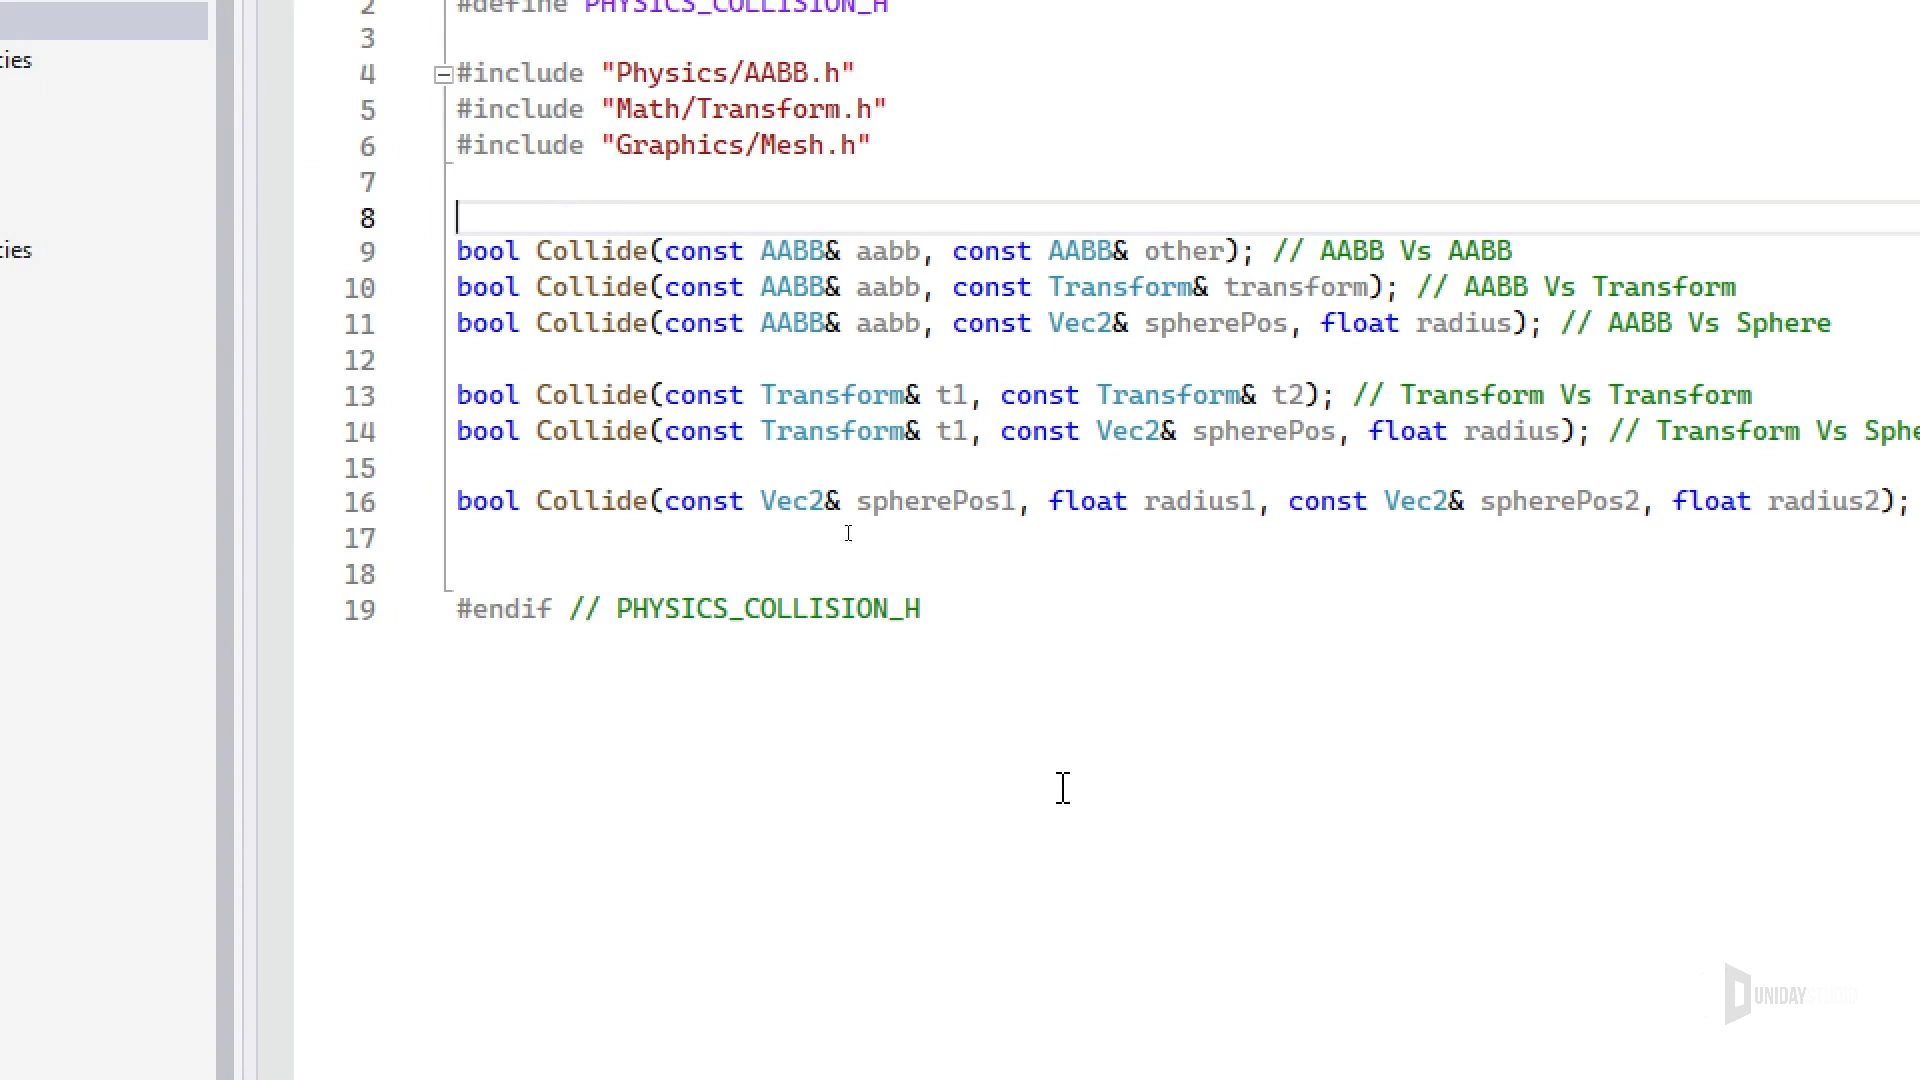 2 #define PHYSICS_COLLISION_H
3
ties
4 #include "Physics/AABB.h"
5 #include "Math/Transform.h"
6 #include "Graphics/Mesh.h"
7
8
ties
9 bool Collide(const AABB& aabb, const AABB& other); // AABB Vs AABB
10 bool Collide(const AABB& aabb, const Transform& transform); // AABB Vs Transform
11 bool Collide(const AABB& aabb, const Vec2& spherePos, float radius); // AABB Vs Sphere
12
13 bool Collide(const Transform& t1, const Transform& t2); // Transform Vs Transform
14 bool Collide(const Transform& t1, const Vec2& spherePos, float radius); // Transform Vs Sphe
15
16 bool Collide(const Vec2& spherePos1, float radius1, const Vec2& spherePos2, float radius2);
17
18
19 #endif // PHYSICS_COLLISION_H
UNIDAY STUDIO